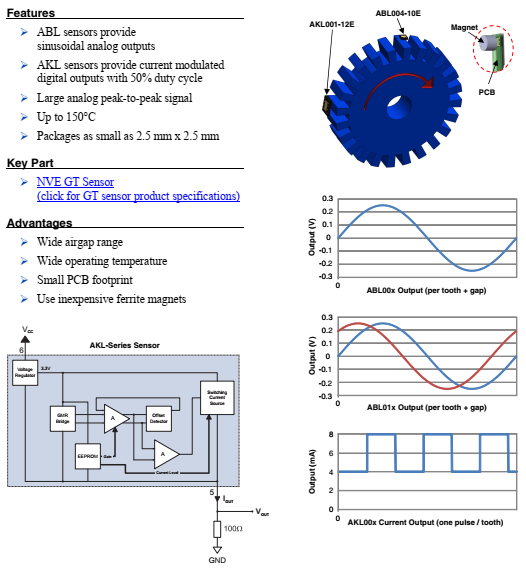 Features
ABL sensors provide
sinusoidal analog outputs
AKL sensors provide current modulated
digital outputs with 50% duty cycle
Large analog peak-to-peak signal
Up to 150°C
Packages as small as 2.5 mm x 2.5 mm
Key Part
NVE GT Sensor
(click for GT sensor product specifications)
Advantages
Wide airgap range
Wide operating temperature
Small PCB footprint
Use inexpensive ferrite magnets
VCC
6
AKL-Series Sensor
Voltage
Regulator
3.3V
GMR
Bridge
A
Offset
Detector
Switching
Current
Source
EEPROM
Gain
A
Current Level
5
IOUT
VOUT
100Ω
GND
ABL004-10E
AKL001-12E
Magnet
PCB
0.3
0.2
0.1
0
-0.1
-0.2
-0.3
Output (V)
0
ABL00x Output (per tooth + gap)
0.3
0.2
0.1
0
-0.1
-0.2
-0.3
Output (V)
0
ABL01x Output (per tooth + gap)
8
6
4
2
0
Output (mA)
0
AKL00x Current Output (one pulse / tooth)